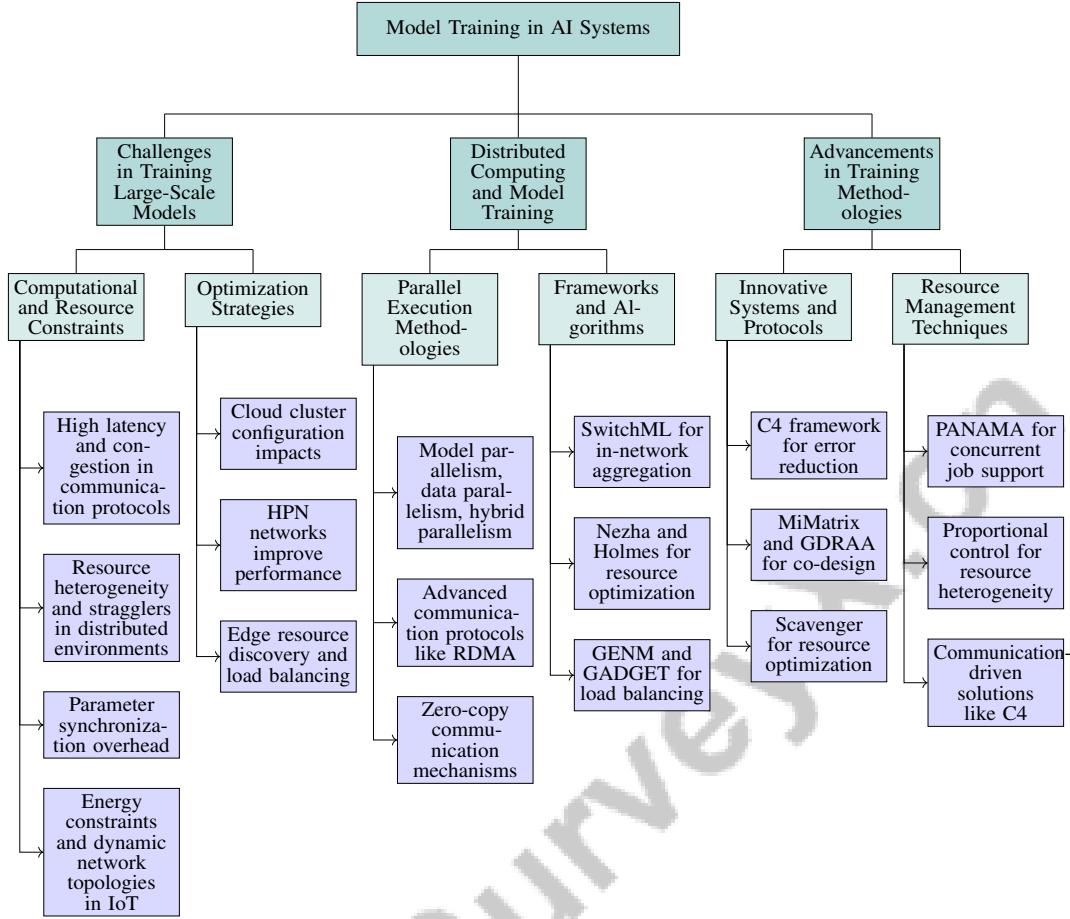 Model Training in AI Systems
Challenges
in Training
Large-Scale
Models
Distributed
Computing
and Model
Training
Advancements
in Training
Method-
ologies
Computational
and Resource
Constraints
Optimization
Strategies
Parallel
Execution
Method-
ologies
Frameworks
and Al-
gorithms
Innovative
Systems and
Protocols
Resource
Management
Techniques
High latency
and con-
gestion in
communica-
tion protocols
Resource
heterogeneity
and stragglers
in distributed
environments
Parameter
synchroniza-
tion overhead
Energy
constraints
and dynamic
network
topologies
in IoT
Cloud cluster
configuration
impacts
HPN
networks
improve
performance
Edge resource
discovery and
load balancing
Model par-
allelism,
data paral-
lelism, hybrid
parallelism
Advanced
communica-
tion protocols
like RDMA
Zero-copy
commu-
nication
mechanisms
SwitchML for
in-network
aggregation
Nezha and
Holmes for
resource
optimization
GENM and
GADGET for
load balancing
C4 framework
for error
reduction
MiMatrix
and GDRAA
for co-design
Scavenger
for resource
optimization
PANAMA for
concurrent
job support
Proportional
control for
resource
heterogeneity
Communication-
driven
solutions
like C4
Surveyx.cn